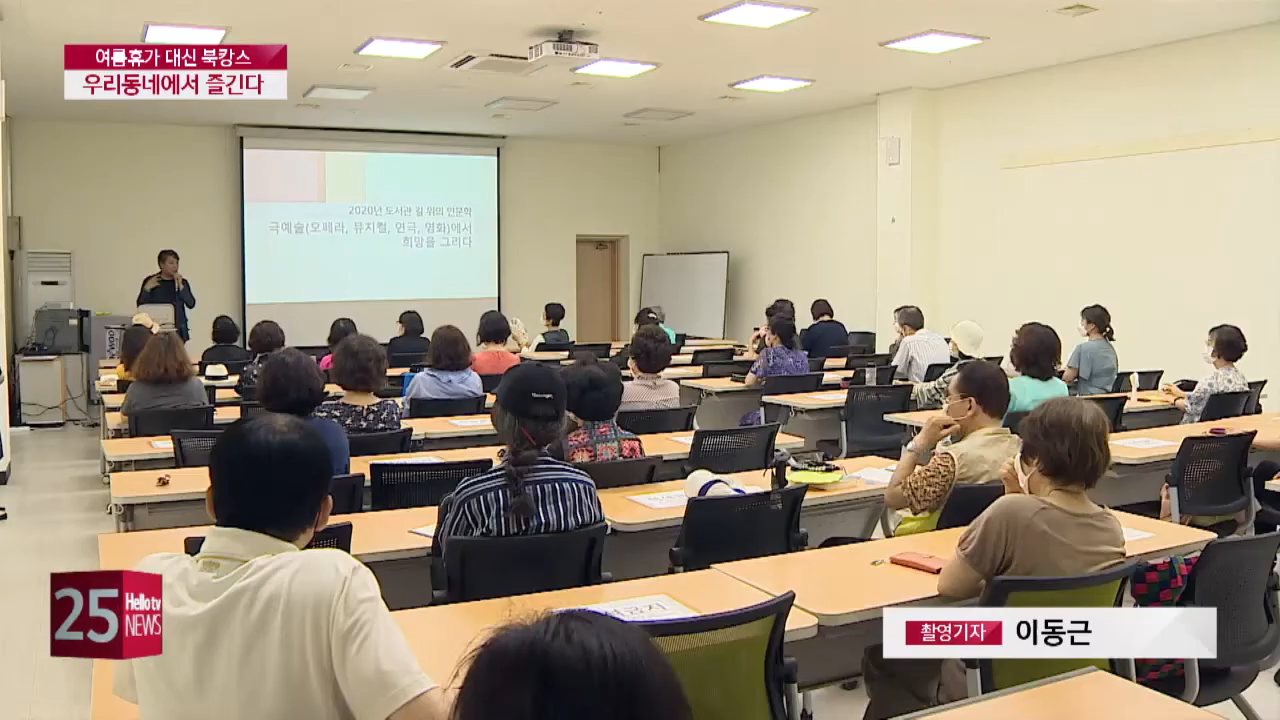 여름휴가 대신 북캉스
우리동네에서 즐긴다
2020년 도서관 길 위의 인문학
극예술(오페라, 뮤지컬, 연극, 영화)에서
희망을 그리다
25 Hello tv
NEWS
촬영기자 이동근